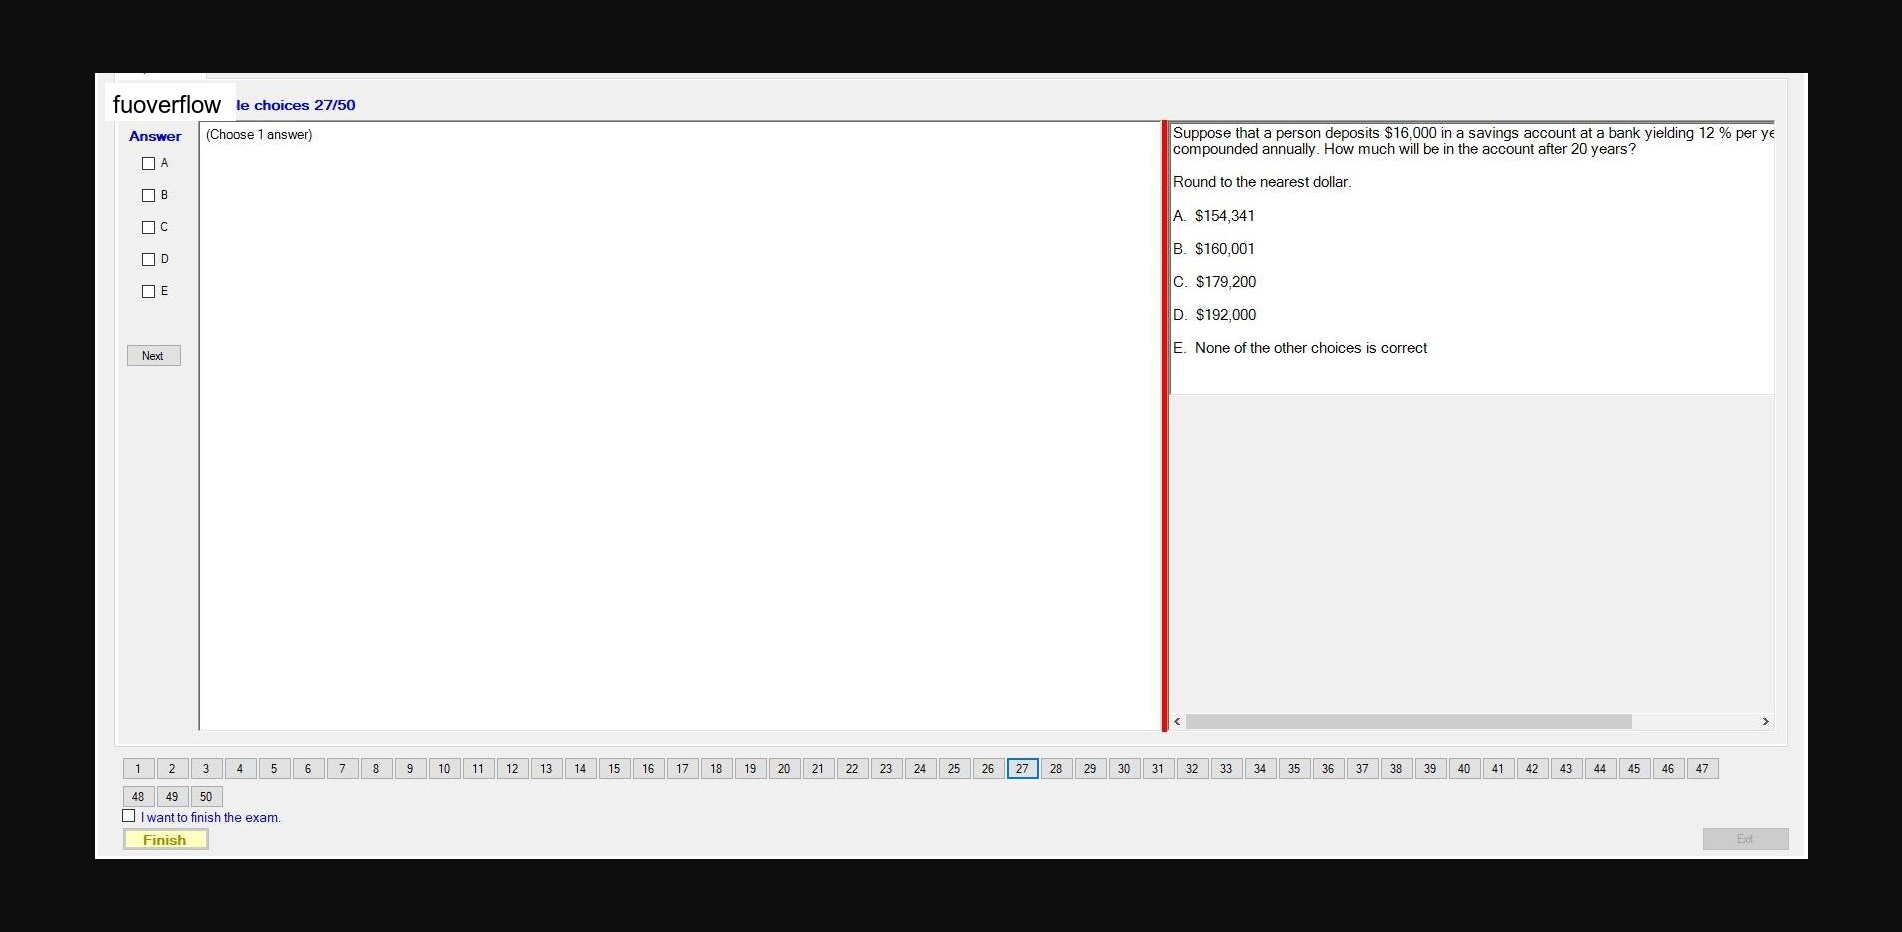 fuoverflow le choices 27/50
Answer
(Choose 1 answer)
A
B
C
D
E
Next
Suppose that a person deposits $16,000 in a savings account at a bank yielding 12 % per ye
compounded annually. How much will be in the account after 20 years?
Round to the nearest dollar.
A. $154,341
B. $160,001
C. $179,200
D. $192,000
E. None of the other choices is correct
1 2 3 4 5 6 7 8 9 10 11 12 13 14 15 16 17 18 19 20 21 22 23 24 25 26 27 28 29 30 31 32 33 34 35 36 37 38 39 40 41 42 43 44 45 46 47
48 49 50
I want to finish the exam.
Finish
Exit